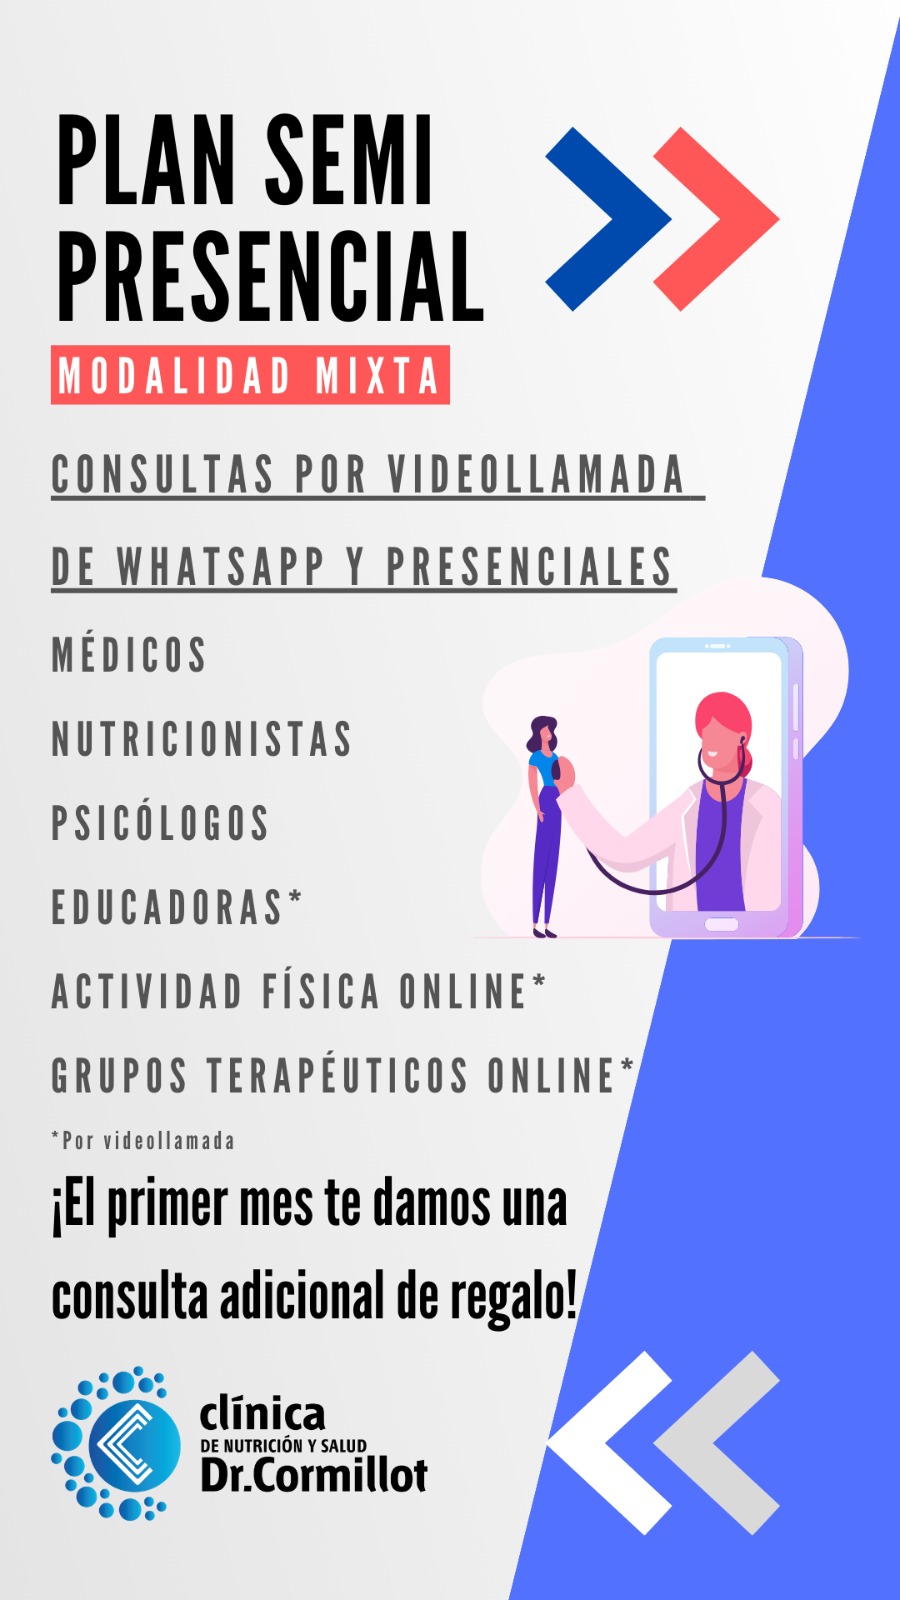 PLAN SEMI
PRESENCIAL
MODALIDAD MIXTA
CONSULTAS POR VIDEOLLAMADA
DE WHATSAPP Y PRESENCIALES
MÉDICOS
NUTRICIONISTAS
PSICÓLOGOS
EDUCADORAS*
ACTIVIDAD FÍSICA ONLINE*
GRUPOS TERAPÉUTICOS ONLINE*
*Por videollamada
¡El primer mes te damos una
consulta adicional de regalo!
clínica
DE NUTRICIÓN Y SALUD
Dr.Cormillot